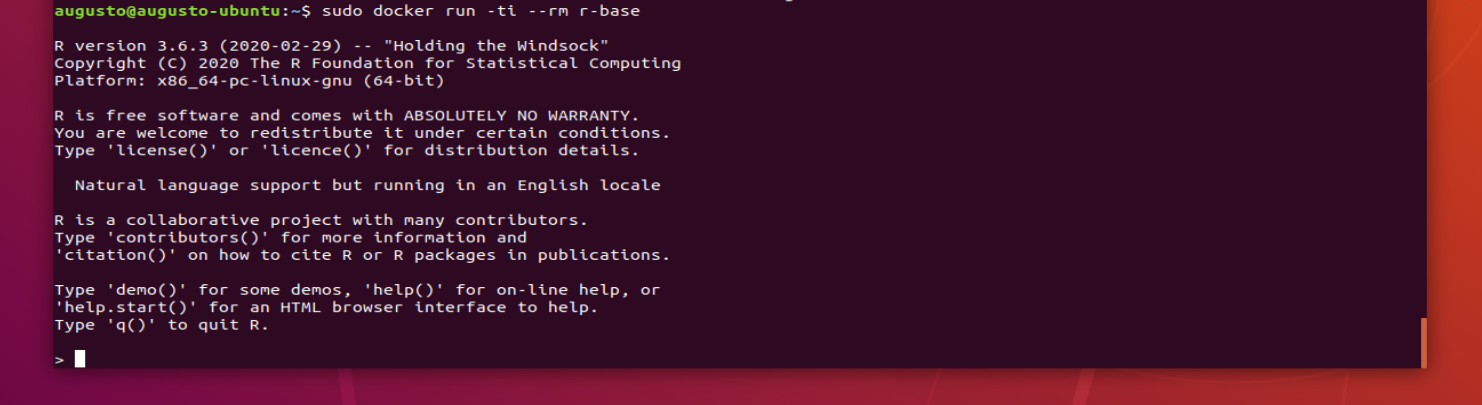 augusto@augusto-ubuntu:~$ sudo docker run -ti --rm r-base
R version 3.6.3 (2020-02-29) -- "Holding the Windsock"
Copyright (C) 2020 The R Foundation for Statistical Computing
Platform: x86_64-pc-linux-gnu (64-bit)
R is free software and comes with ABSOLUTELY NO WARRANTY.
You are welcome to redistribute it under certain conditions.
Type 'license()' or 'licence()' for distribution details.
Natural language support but running in an English locale
R is a collaborative project with many contributors.
Type 'contributors()' for more information and
'citation()' on how to cite R or R packages in publications.
Type 'demo()' for some demos, 'help()' for on-line help, or
'help.start()' for an HTML browser interface to help.
Type 'q()' to quit R.
>